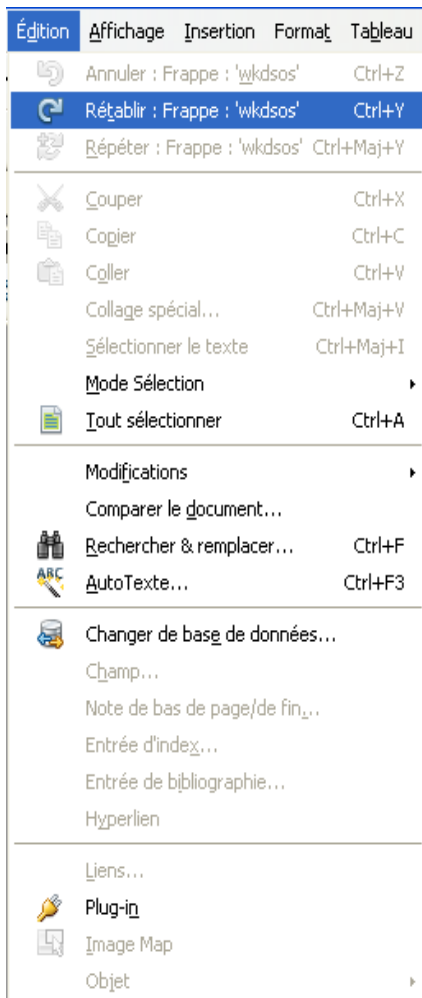 Édition Affichage Insertion Format Tableau
Annuler : Frappe : 'wkdsos' Ctrl+Z
Rétablir : Frappe : 'wkdsos' Ctrl+Y
Répéter : Frappe : 'wkdsos' Ctrl+Maj+Y
Couper Ctrl+X
Copier Ctrl+C
Coller Ctrl+V
Collage spécial... Ctrl+Maj+V
Sélectionner le texte Ctrl+Maj+I
Mode Sélection
Tout sélectionner Ctrl+A
Modifications
Comparer le document...
Rechercher & remplacer... Ctrl+F
ABC AutoTexte... Ctrl+F3
Changer de base de données...
Champ...
Note de bas de page/de fin...
Entrée d'index...
Entrée de bibliographie...
Hyperlien
Liens...
Plug-in
Image Map
Objet